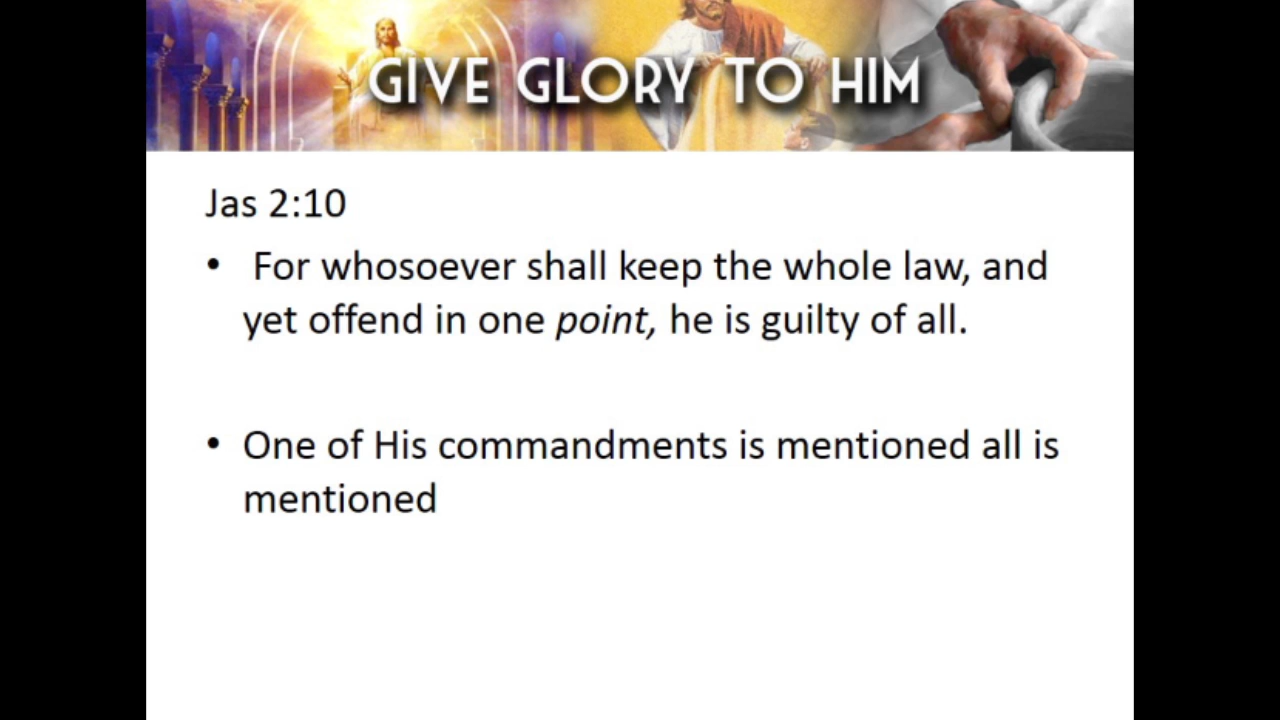 GIVE GLORY TO HIM
Jas 2:10
• For whosoever shall keep the whole law, and
yet offend in one point, he is guilty of all.
• One of His commandments is mentioned all is
mentioned